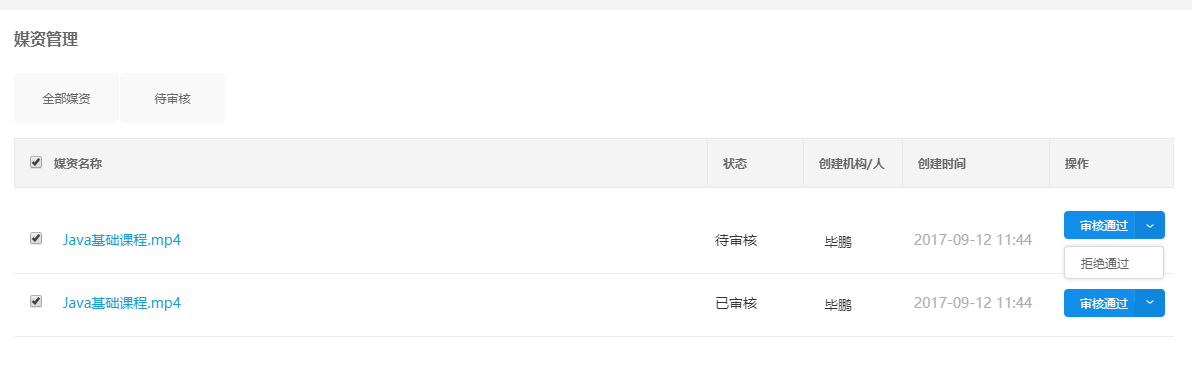 媒资管理
全部媒资 待审核
媒资名称 状态 创建机构/人 创建时间 操作
Java基础课程.mp4 待审核 毕鹏 2017-09-12 11:44 审核通过
拒绝通过
Java基础课程.mp4 已审核 毕鹏 2017-09-12 11:44 审核通过